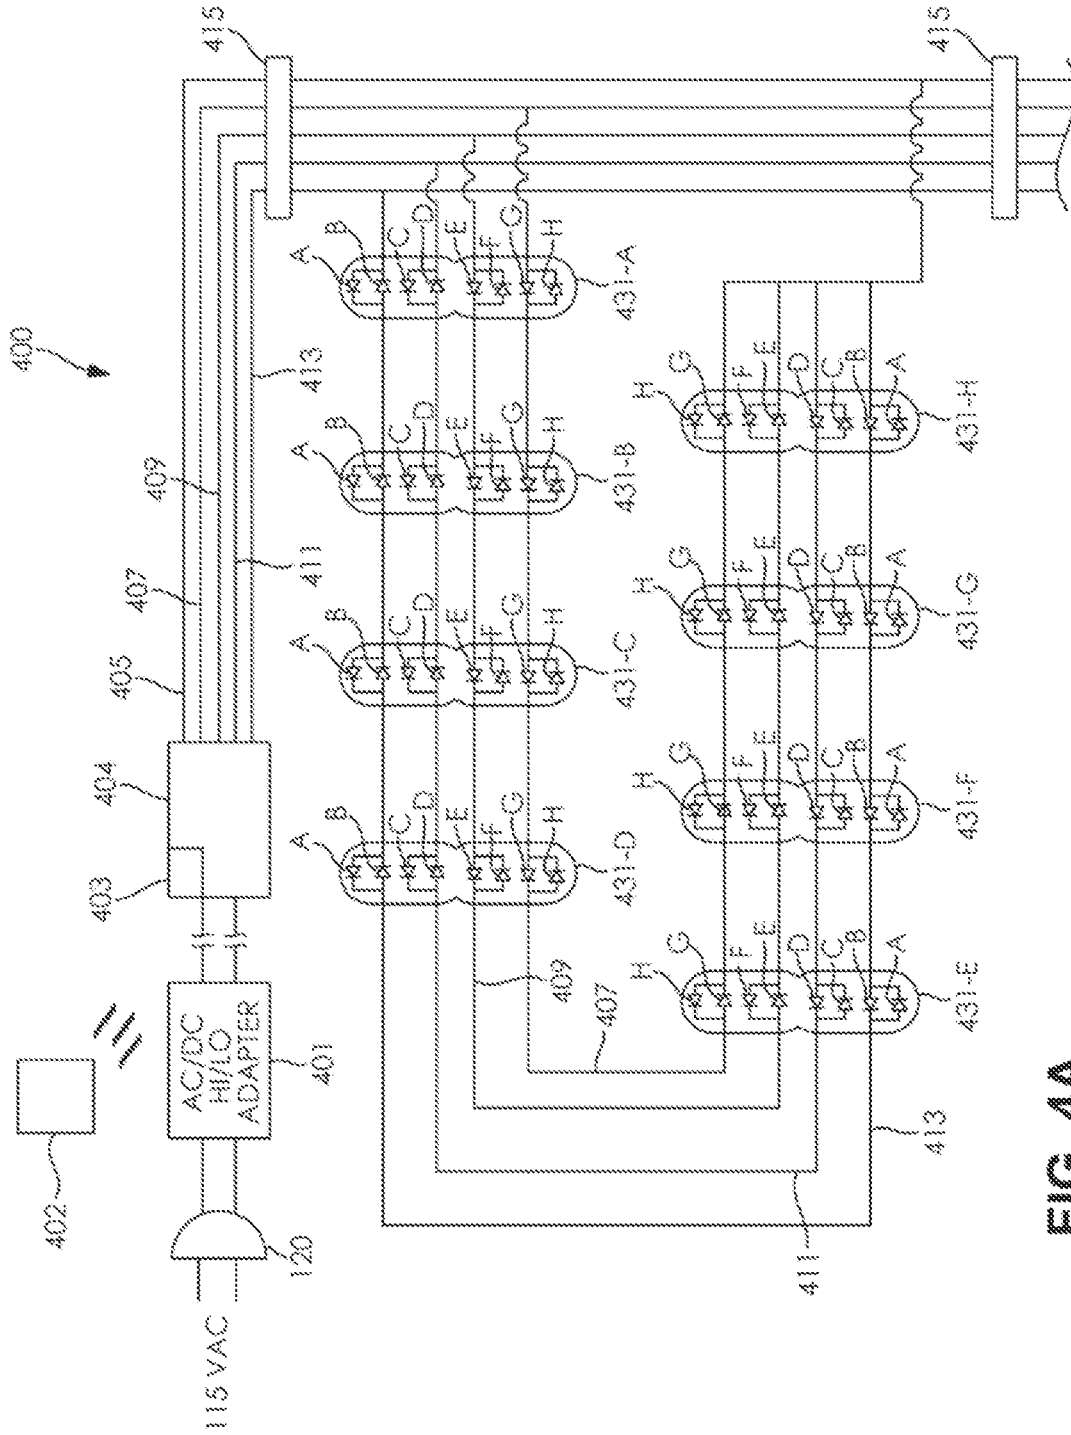 400
415
415
405
407
409
411
413
404
403
402
AC/DC
HI/LO
ADAPTER
401
120
115 VAC
A
B
C
D
E
F
G
H
431-D
A
B
C
D
E
F
G
H
431-C
A
B
C
D
E
F
G
H
431-B
A
B
C
D
E
F
G
H
431-A
409
407
H
G
F
E
D
C
B
A
431-E
H
G
F
E
D
C
B
A
431-F
H
G
F
E
D
C
B
A
431-G
H
G
F
E
D
C
B
A
431-H
411
413
FIG. 4A